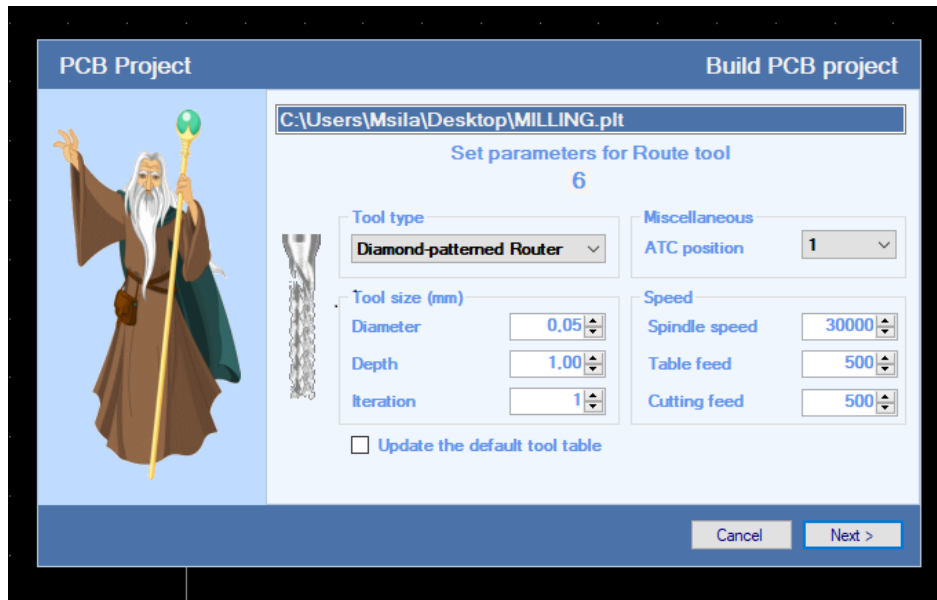 PCB Project
Build PCB project
C:\Users\Msila\Desktop\MILLING.plt
Set parameters for Route tool
6
Tool type
Diamond-patterned Router
Miscellaneous
ATC position 1
Tool size (mm)
Diameter 0,05
Depth 1,00
Iteration 1
Speed
Spindle speed 30000
Table feed 500
Cutting feed 500
Update the default tool table
Cancel
Next >